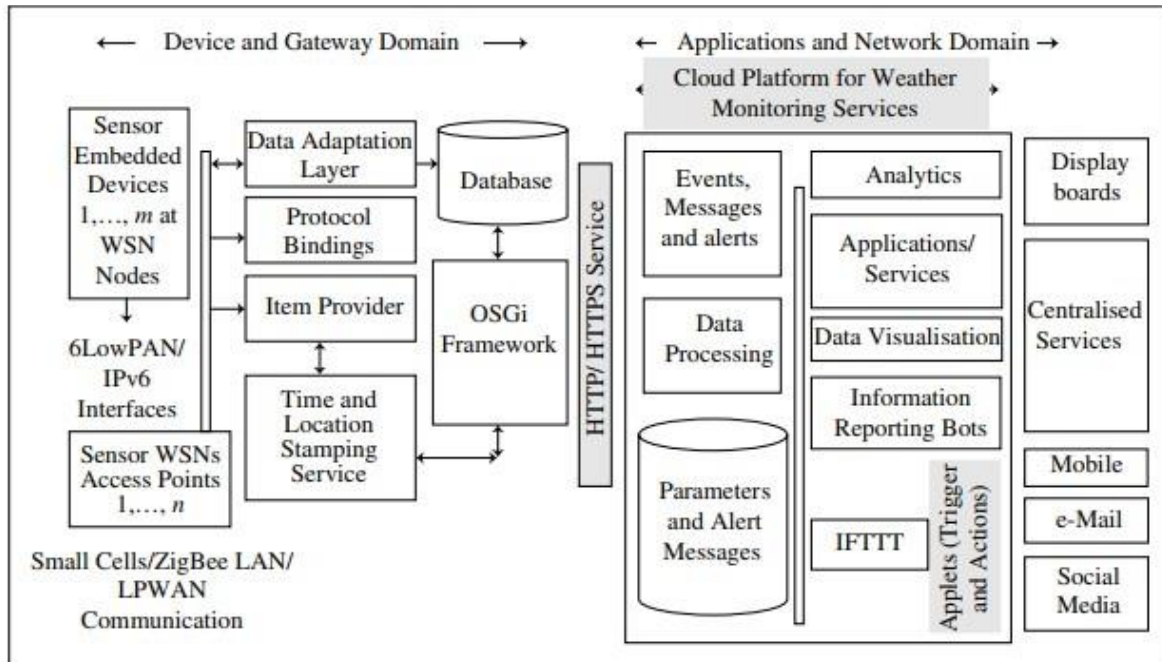 Device and Gateway Domain
Applications and Network Domain
Cloud Platform for Weather
Monitoring Services
Sensor
Embedded
Devices
1,…, m at
WSN
Nodes
6LowPAN/
IPv6
Interfaces
Sensor WSNs
Access Points
1,…, n
Small Cells/ZigBee LAN/
LPWAN
Communication
Data Adaptation
Layer
Protocol
Bindings
Item Provider
Time and
Location
Stamping
Service
Database
OSGi
Framework
HTTP/ HTTPS Service
Events,
Messages
and alerts
Data
Processing
Parameters
and Alert
Messages
Analytics
Applications/
Services
Data Visualisation
Information
Reporting Bots
IFTTT
Applets (Trigger
and Actions)
Display
boards
Centralised
Services
Mobile
e-Mail
Social
Media